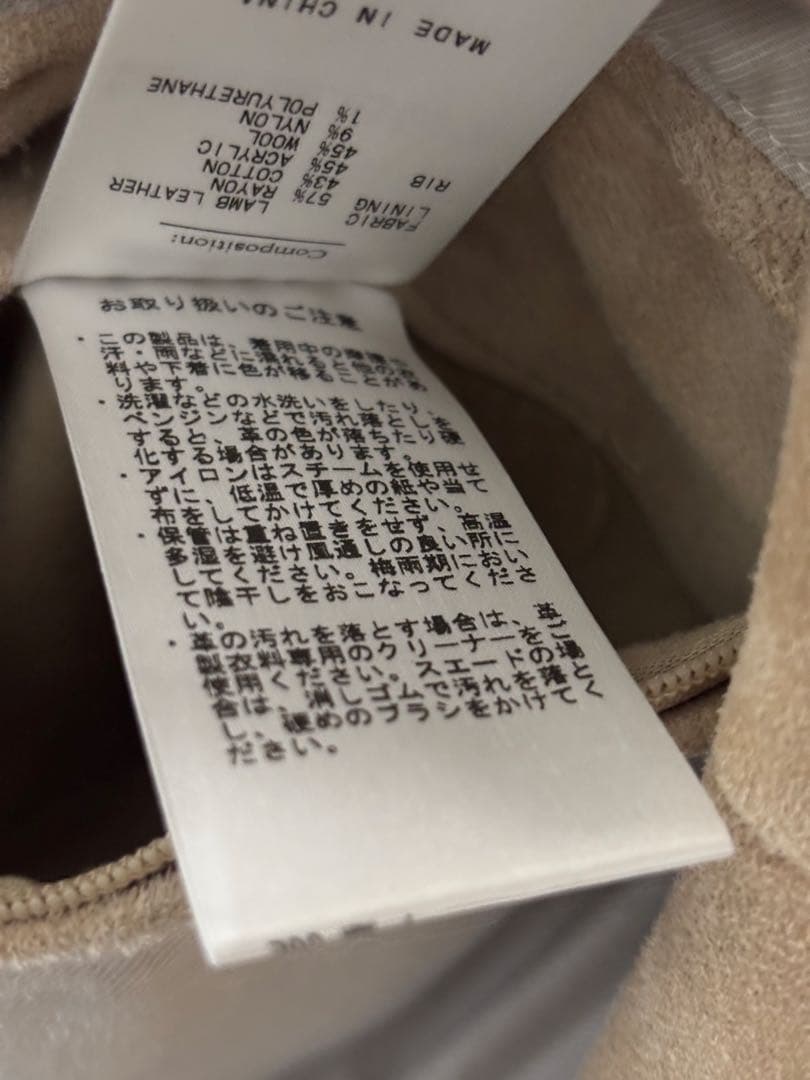 MADE IN CHINA
Composition:
FABRIC LAMB LEATHER
LINING 57% RAYON
43% COTTON
RIB 45% ACRYLIC
45% WOOL
9% NYLON
1% POLYURETHANE
お取り扱いのご注意
・この製品は、着用中の摩擦や
汗・雨などに濡れると他の衣
料や下着に色が移ることがあ
ります。
・洗濯などの水洗いをしたり、
ベンジンなどで汚れ落としを
すると、革の色が落ちたり硬
化する場合があります。
・アイロンはスチームを使用せ
ずに、低温で厚めの紙や当て
布をしてかけてください。
・保管は重ね置きをせず、高温
多湿を避け風通しの良い所に
してください。梅雨期におい
て陰干しをおこなってくださ
い。
・革の汚れを落とす場合は、革
製衣料専用のクリーナーをご
使用ください。スエードの場
合は、消しゴムで汚れを落と
し、硬めのブラシをかけてく
ださい。